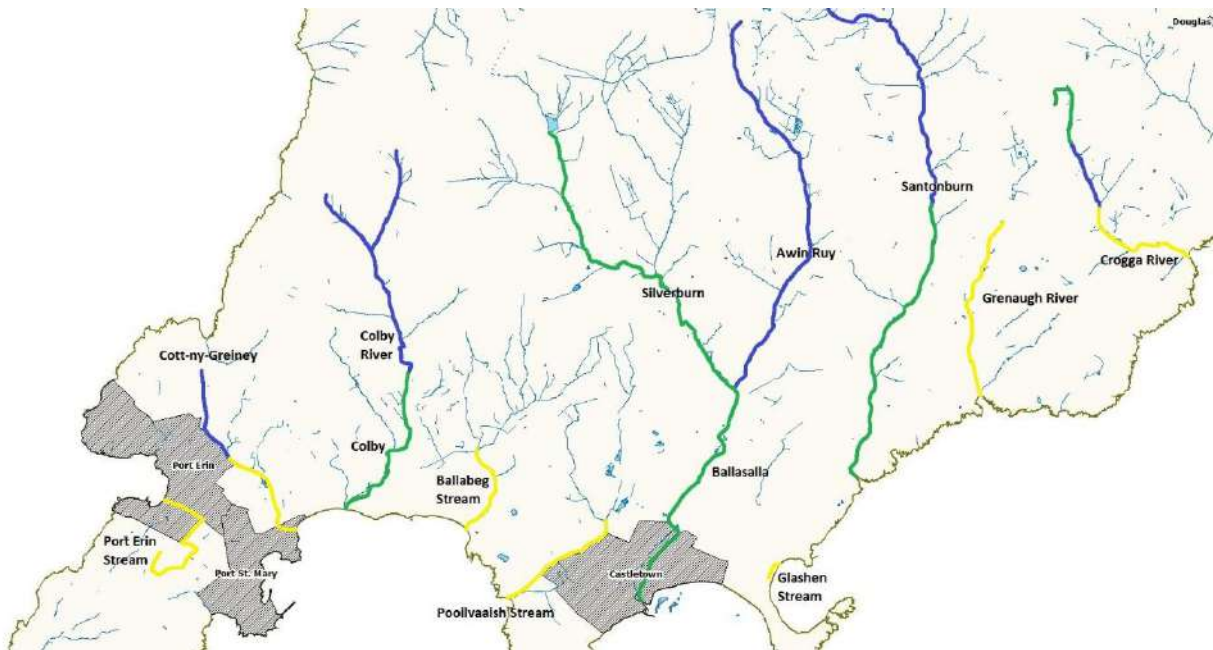 Douglas
Santonburn
Awin Ruy
Crogga River
Silverburn
Grenaugh River
Colby
River
Cott-ny-Greiney
Colby
Port Erin
Ballabeg
Stream
Ballasalla
Port Erin
Stream
Port St. Mary
Castletown
Glashen
Stream
Poollvaaish Stream